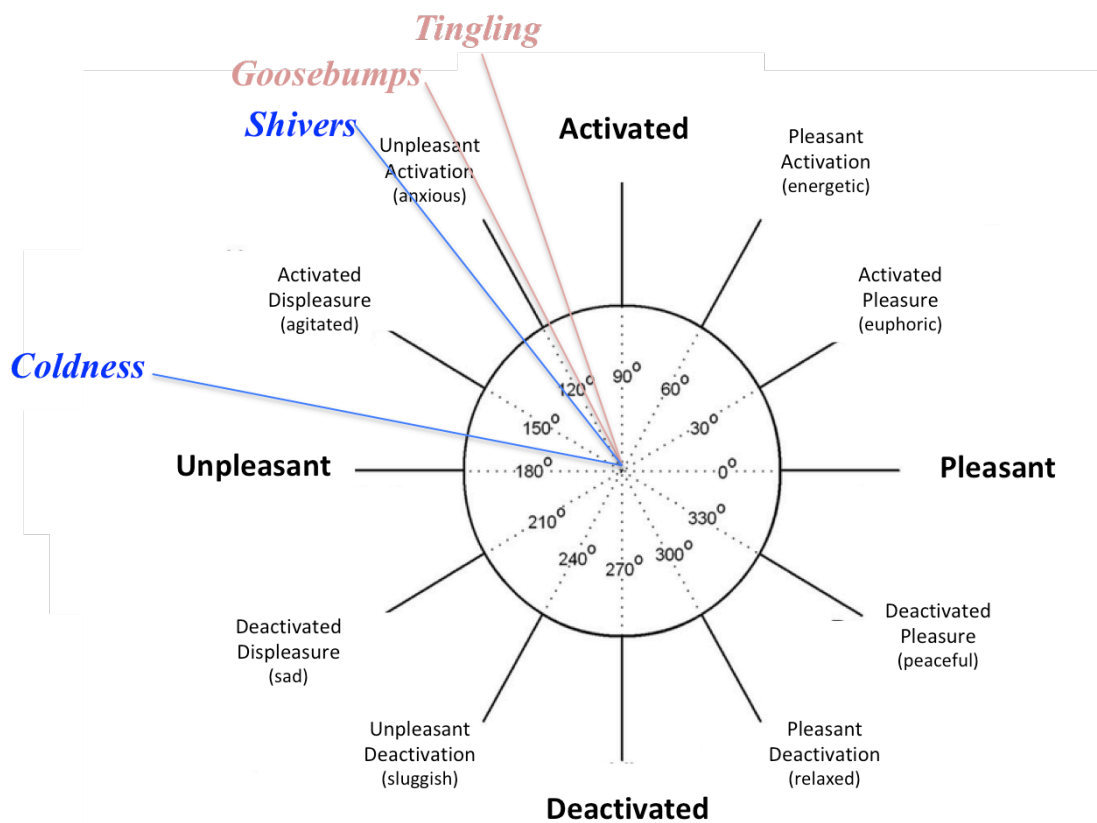 Tingling
Goosebumps
Shivers
Activated
Unpleasant
Activation
(anxious)
Pleasant
Activation
(energetic)
Activated
Displeasure
(agitated)
Activated
Pleasure
(euphoric)
Coldness
120°
90°
60°
150°
30°
Unpleasant
180°
0°
Pleasant
210°
330°
240°
270°
300°
Deactivated
Displeasure
(sad)
Deactivated
Pleasure
(peaceful)
Unpleasant
Deactivation
(sluggish)
Pleasant
Deactivation
(relaxed)
Deactivated